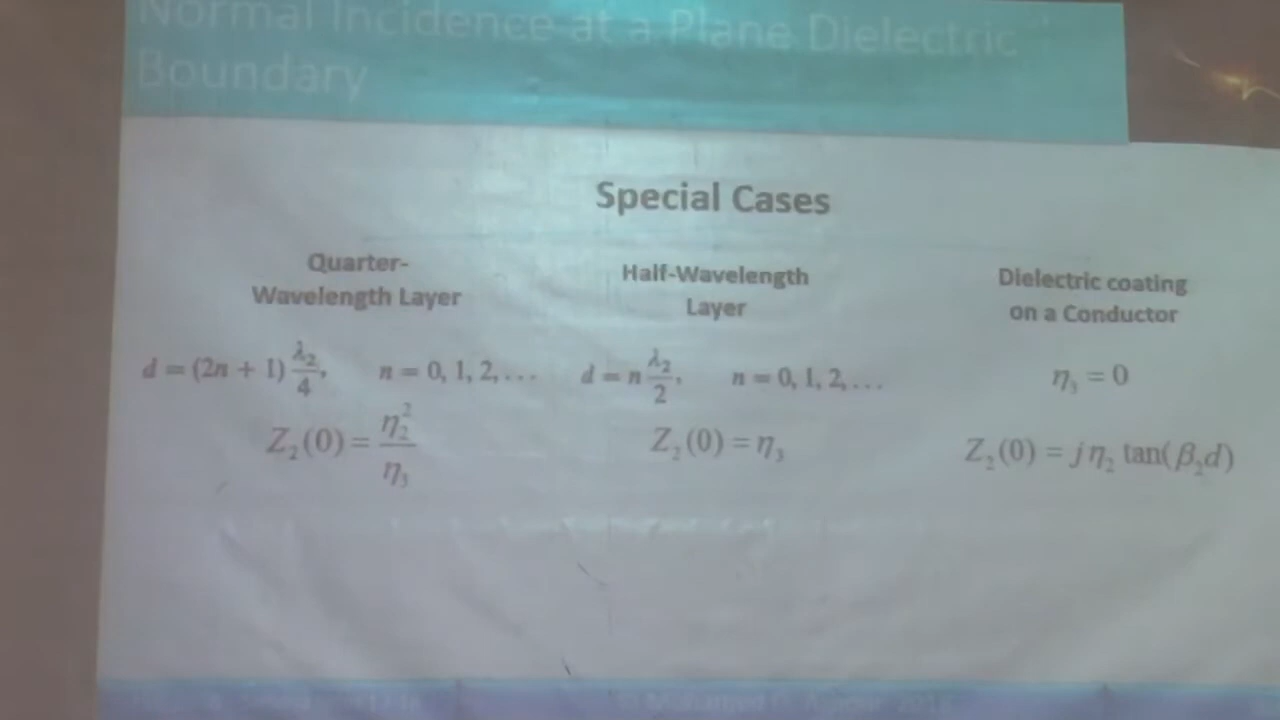 Normal Incidence at a Plane Dielectric
Boundary
Special Cases
Quarter-
Wavelength Layer
d = (2n + 1) λ₂/4, n = 0, 1, 2, . . .
Z₂(0) = η₂²/η₃
Half-Wavelength
Layer
d = n λ₂/2, n = 0, 1, 2, . . .
Z₂(0) = η₃
Dielectric coating
on a Conductor
η₃ = 0
Z₂(0) = jη₂ tan(β₂d)